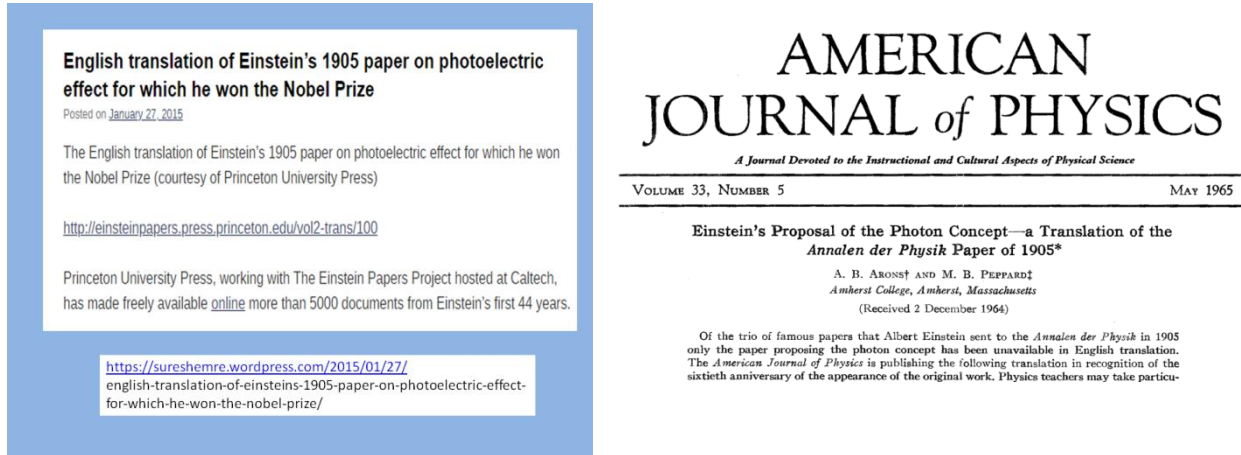 English translation of Einstein's 1905 paper on photoelectric
effect for which he won the Nobel Prize
Posted on January 27, 2015
The English translation of Einstein's 1905 paper on photoelectric effect for which he won
the Nobel Prize (courtesy of Princeton University Press)
http://einsteinpapers.press.princeton.edu/vol2-trans/100
Princeton University Press, working with The Einstein Papers Project hosted at Caltech,
has made freely available online more than 5000 documents from Einstein's first 44 years.
https://sureshemre.wordpress.com/2015/01/27/
english-translation-of-einsteins-1905-paper-on-photoelectric-effect-
for-which-he-won-the-nobel-prize/
AMERICAN
JOURNAL of PHYSICS
A Journal Devoted to the Instructional and Cultural Aspects of Physical Science
VOLUME 33, NUMBER 5 MAY 1965
Einstein's Proposal of the Photon Concept—a Translation of the
Annalen der Physik Paper of 1905*
A. B. ARONS† AND M. B. PEPPARD‡
Amherst College, Amherst, Massachusetts
(Received 2 December 1964)
Of the trio of famous papers that Albert Einstein sent to the Annalen der Physik in 1905
only the paper proposing the photon concept has been unavailable in English translation.
The American Journal of Physics is publishing the following translation in recognition of the
sixtieth anniversary of the appearance of the original work. Physics teachers may take particu-